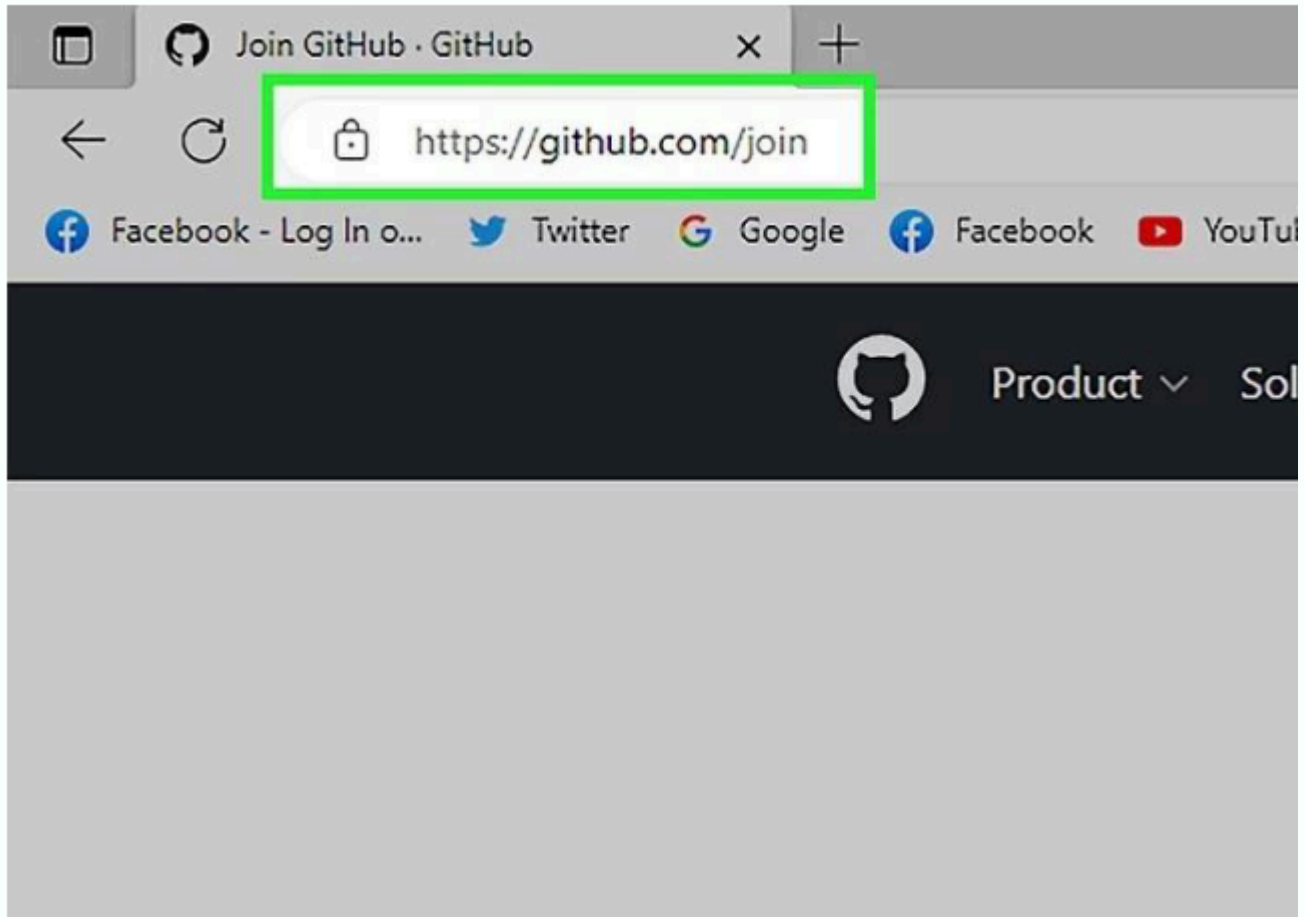 Join GitHub · GitHub
https://github.com/join
Facebook - Log In o... Twitter Google Facebook YouTu
Product Sol